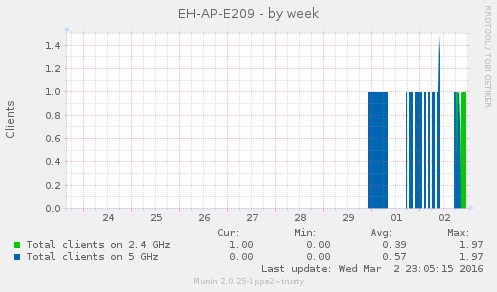 EH-AP-E209 - by week
RRDTOOL / TOBI OETIKER
Clients
1.4
1.2
1.0
0.8
0.6
0.4
0.2
0.0
24 25 26 27 28 29 01 02
Cur: Min: Avg: Max:
Total clients on 2.4 GHz 1.00 0.00 0.39 1.97
Total clients on 5 GHz 0.00 0.00 0.57 1.97
Last update: Wed Mar 2 23:05:15 2016
Munin 2.0.25-1ppa2~trusty